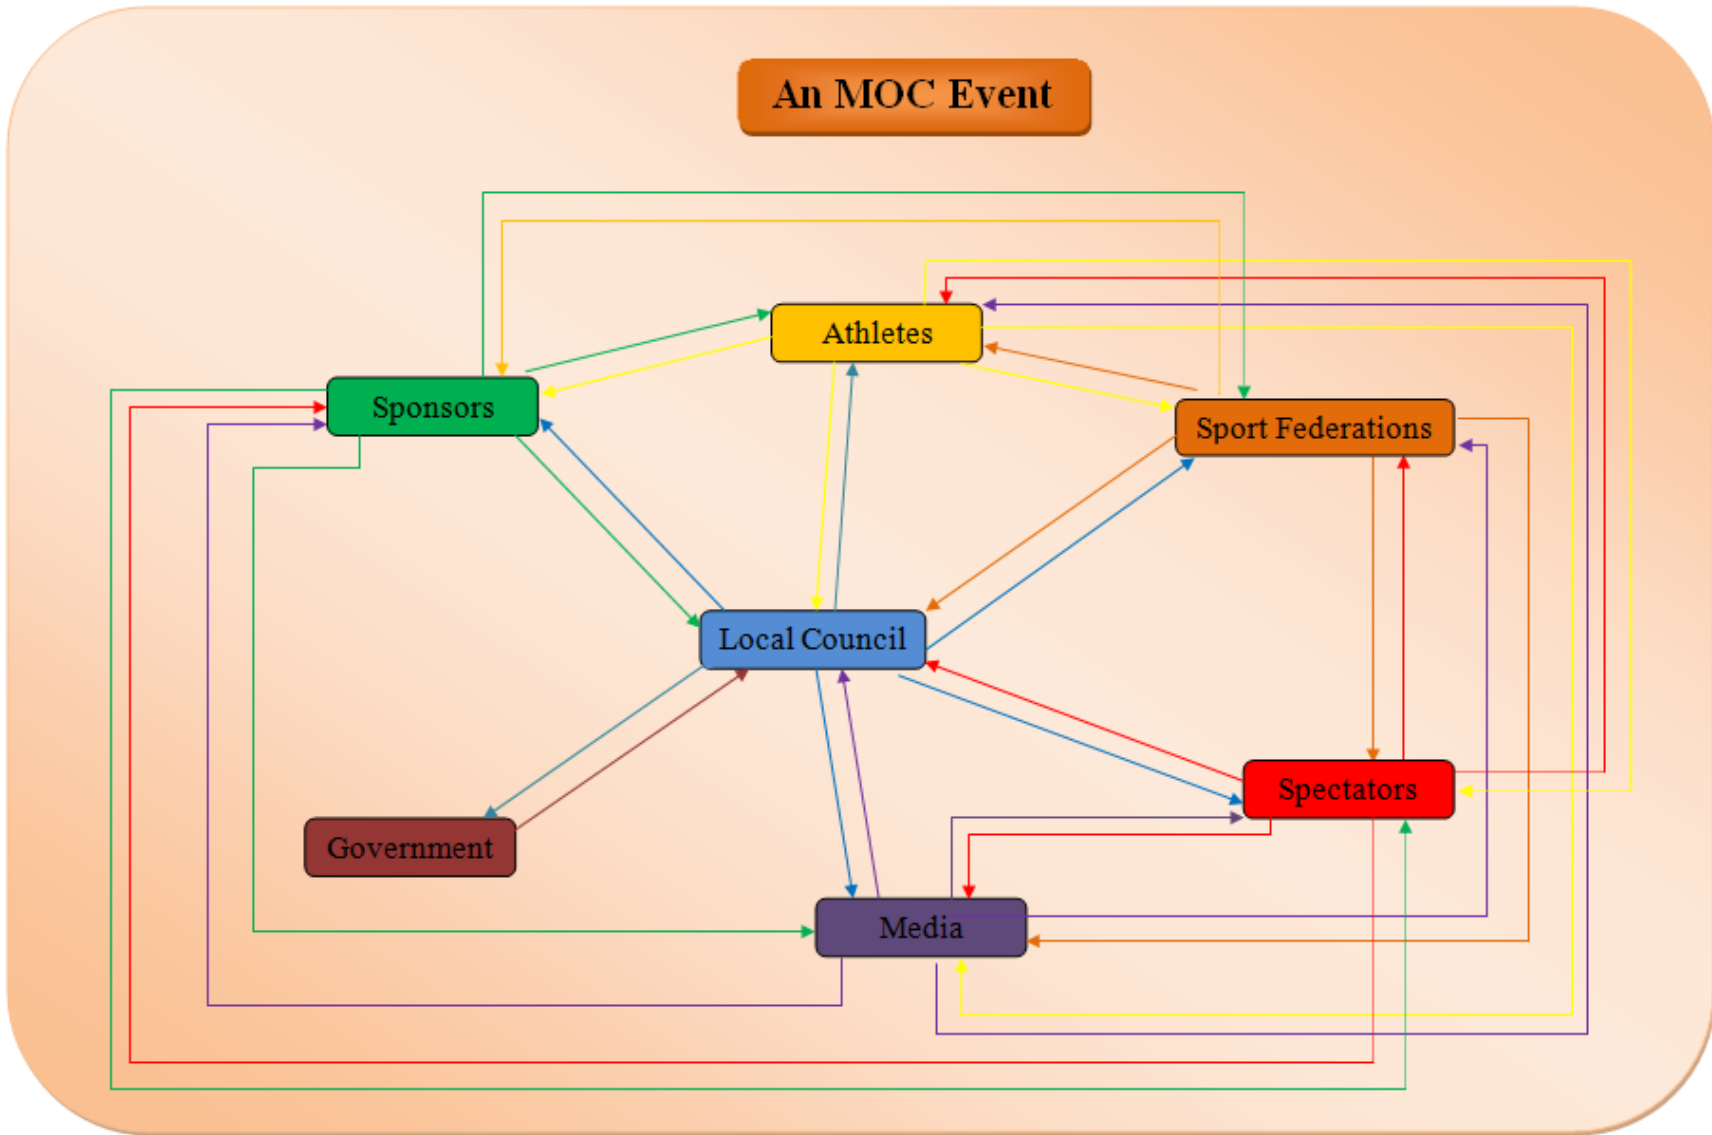 An MOC Event
Athletes
Sponsors
Sport Federations
Local Council
Spectators
Government
Media